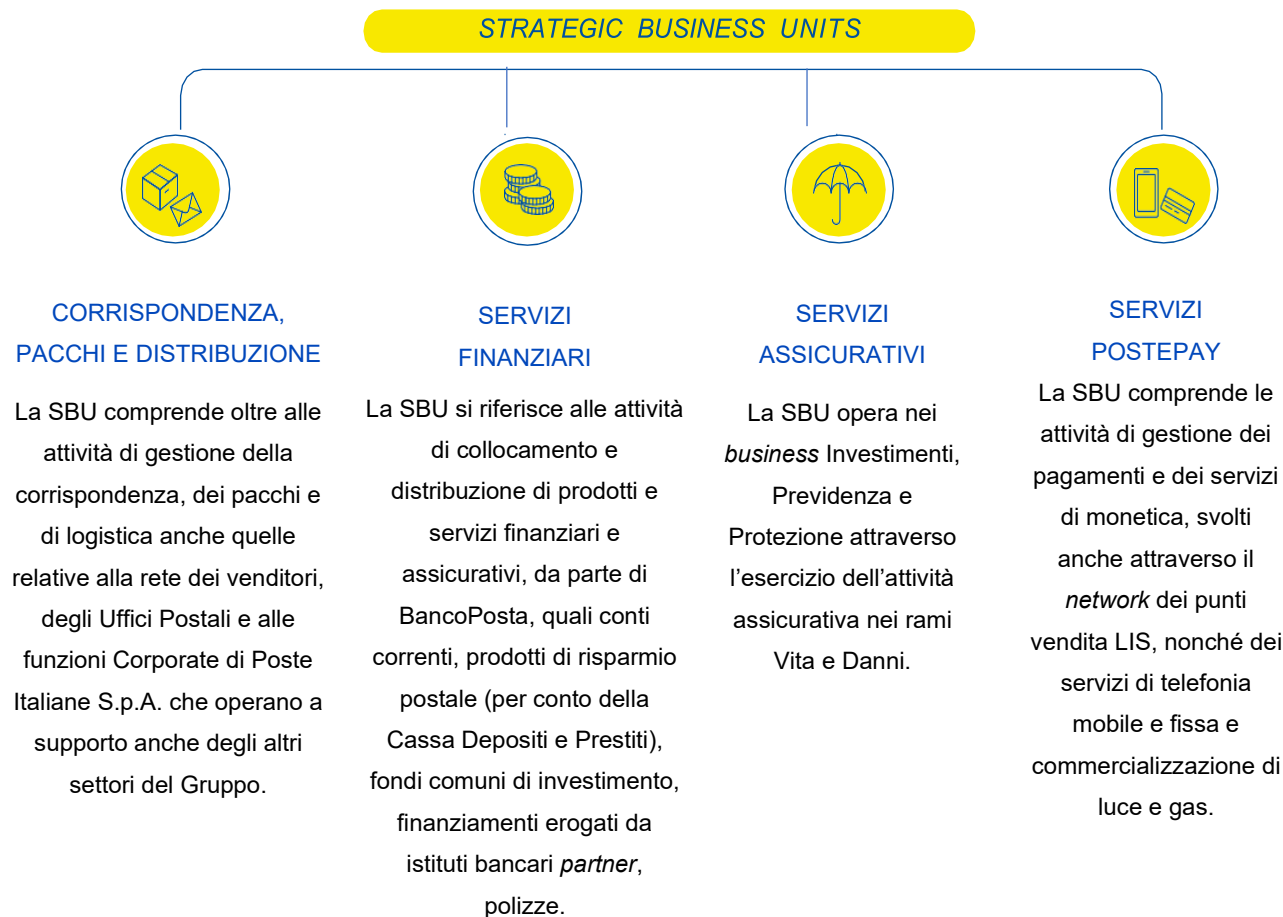 STRATEGIC BUSINESS UNITS
CORRISPONDENZA,
PACCHI E DISTRIBUZIONE
La SBU comprende oltre alle
attività di gestione della
corrispondenza, dei pacchi e
di logistica anche quelle
relative alla rete dei venditori,
degli Uffici Postali e alle
funzioni Corporate di Poste
Italiane S.p.A. che operano a
supporto anche degli altri
settori del Gruppo.
SERVIZI
FINANZIARI
La SBU si riferisce alle attività
di collocamento e
distribuzione di prodotti e
servizi finanziari e
assicurativi, da parte di
BancoPosta, quali conti
correnti, prodotti di risparmio
postale (per conto della
Cassa Depositi e Prestiti),
fondi comuni di investimento,
finanziamenti erogati da
istituti bancari partner,
polizze.
SERVIZI
ASSICURATIVI
La SBU opera nei
business Investimenti,
Previdenza e
Protezione attraverso
l’esercizio dell’attività
assicurativa nei rami
Vita e Danni.
SERVIZI
POSTEPAY
La SBU comprende le
attività di gestione dei
pagamenti e dei servizi
di monetica, svolti
anche attraverso il
network dei punti
vendita LIS, nonché dei
servizi di telefonia
mobile e fissa e
commercializzazione di
luce e gas.